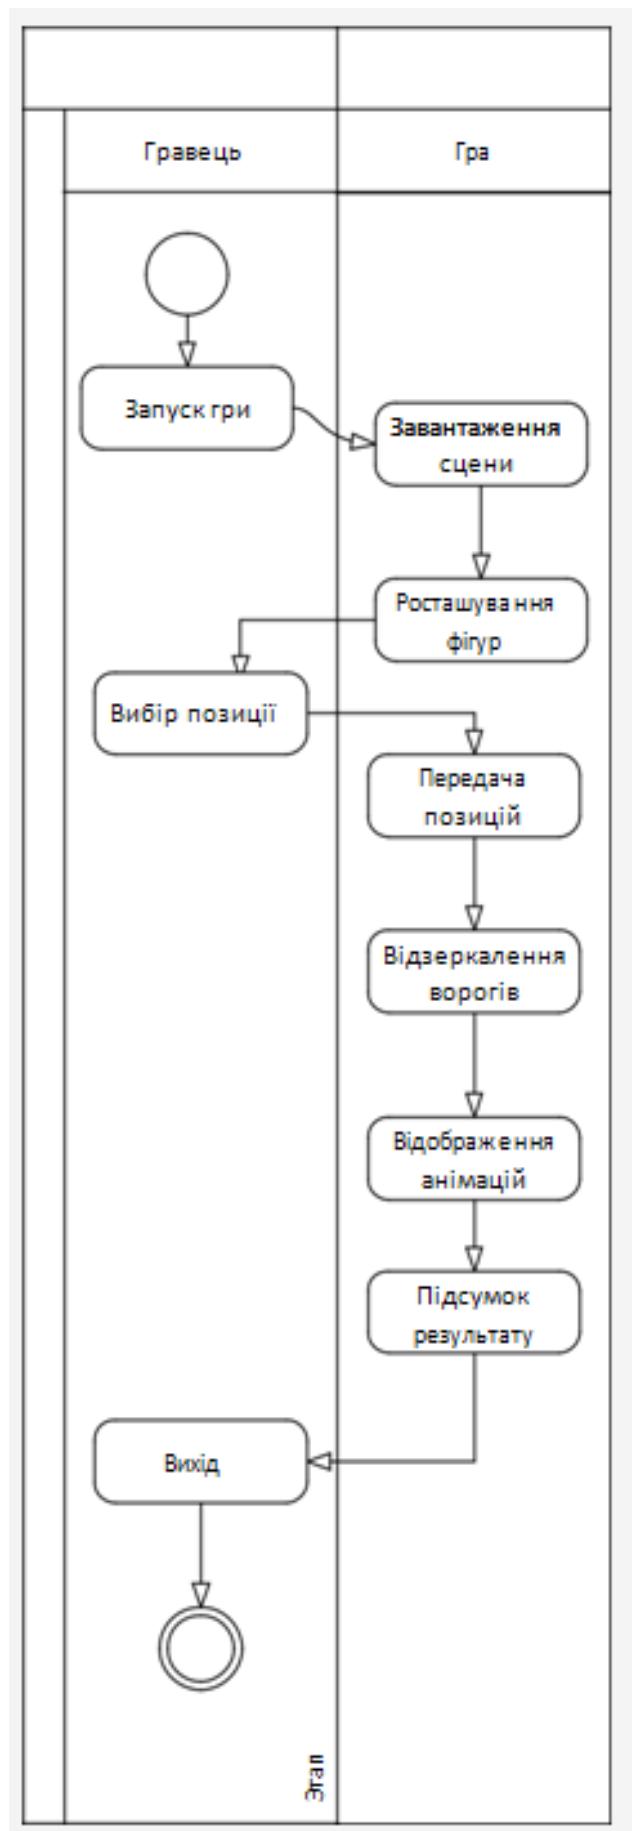 Гравець
Гра
Запуск гри
Завантаження
сцени
Росташування
фігур
Вибір позиції
Передача
позицій
Відзеркалення
ворогів
Відображення
анімацій
Підсумок
результату
Вихід
Этап